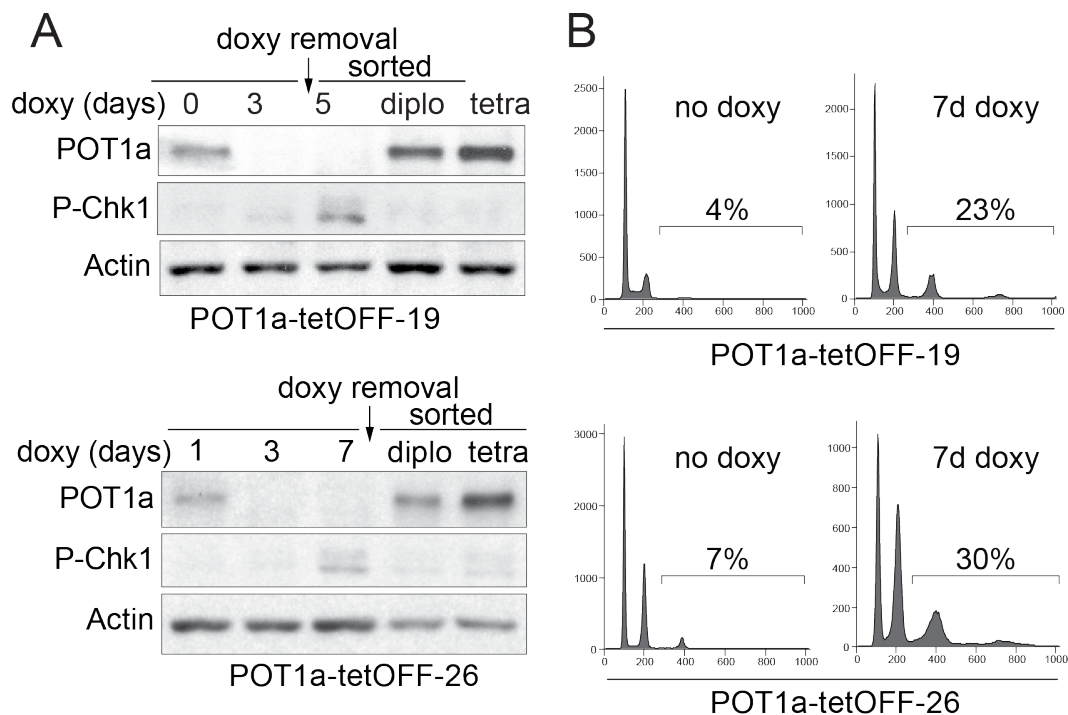 A
doxy removal
sorted
doxy (days) 0 3 5 diplo tetra
POT1a
P-Chk1
Actin
POT1a-tetOFF-19
doxy removal
sorted
doxy (days) 1 3 7 diplo tetra
POT1a
P-Chk1
Actin
POT1a-tetOFF-26
B
2500
2000
1500
1000
500
0
no doxy
4%
0 200 400 600 800 1000
2000
1500
1000
500
0
7d doxy
23%
0 200 400 600 800 1000
POT1a-tetOFF-19
3000
2000
1000
0
no doxy
7%
0 200 400 600 800 1000
1000
800
600
400
200
0
7d doxy
30%
0 200 400 600 800 1000
POT1a-tetOFF-26